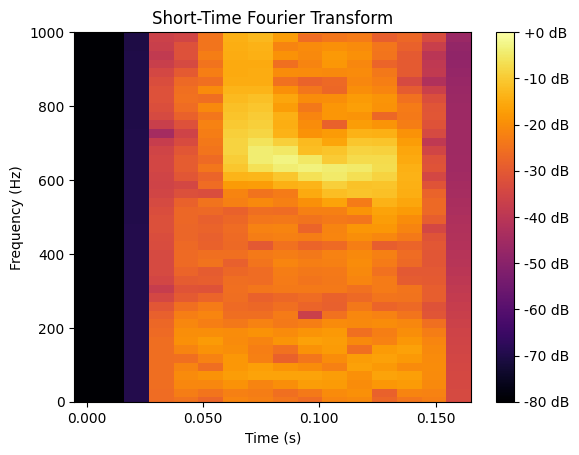 Short-Time Fourier Transform
1000
800
600
400
200
0
Frequency (Hz)
0.000
0.050
0.100
0.150
Time (s)
+0 dB
-10 dB
-20 dB
-30 dB
-40 dB
-50 dB
-60 dB
-70 dB
-80 dB